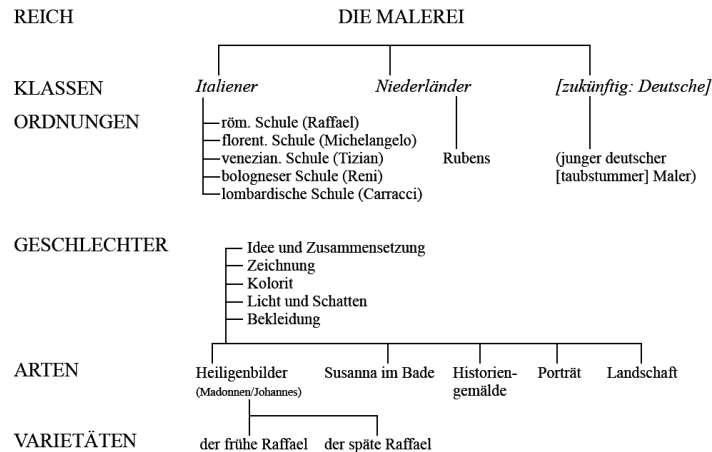 REICH DIE MALEREI
KLASSEN Italiener Niederländer [zukünftig: Deutsche]
ORDNUNGEN
röm. Schule (Raffael)
florent. Schule (Michelangelo)
venezian. Schule (Tizian)
bologneser Schule (Reni)
lombardische Schule (Carracci)
Rubens
(junger deutscher
[taubstummer] Maler)
GESCHLECHTER
Idee und Zusammensetzung
Zeichnung
Kolorit
Licht und Schatten
Bekleidung
ARTEN
Heiligenbilder
(Madonnen/Johannes)
Susanna im Bade
Historien-
gemälde
Porträt
Landschaft
VARIETÄTEN der frühe Raffael der späte Raffael